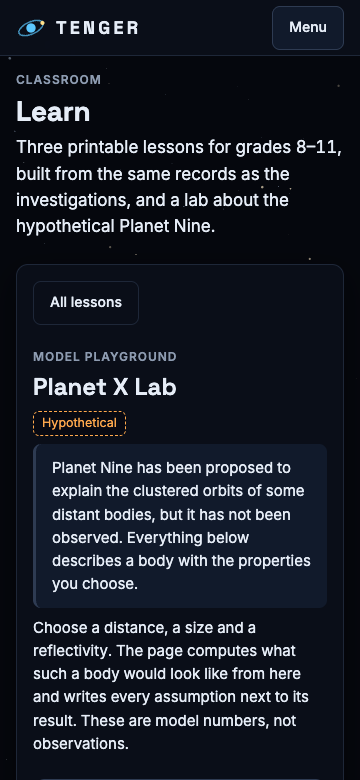 TENGER
Menu
CLASSROOM
Learn
Three printable lessons for grades 8–11,
built from the same records as the
investigations, and a lab about the
hypothetical Planet Nine.
All lessons
MODEL PLAYGROUND
Planet X Lab
Hypothetical
Planet Nine has been proposed to
explain the clustered orbits of some
distant bodies, but it has not been
observed. Everything below
describes a body with the properties
you choose.
Choose a distance, a size and a
reflectivity. The page computes what
such a body would look like from here
and writes every assumption next to its
result. These are model numbers, not
observations.